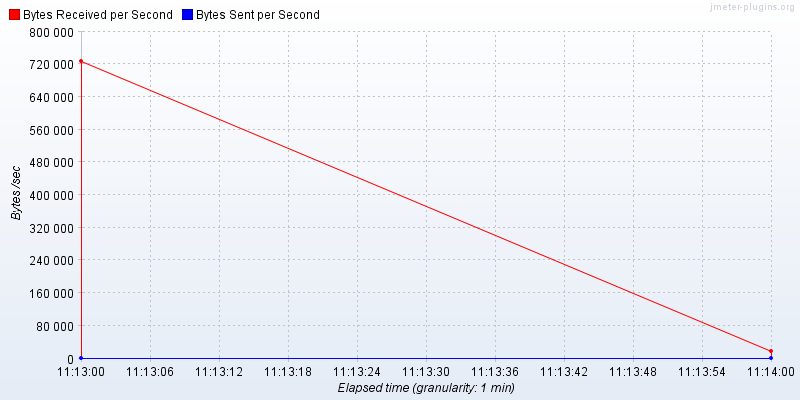 jmeter-plugins.org
Bytes Received per Second Bytes Sent per Second
800 000
720 000
640 000
560 000
480 000
400 000
320 000
240 000
160 000
80 000
0
Bytes /sec
11:13:00 11:13:06 11:13:12 11:13:18 11:13:24 11:13:30 11:13:36 11:13:42 11:13:48 11:13:54 11:14:00
Elapsed time (granularity: 1 min)